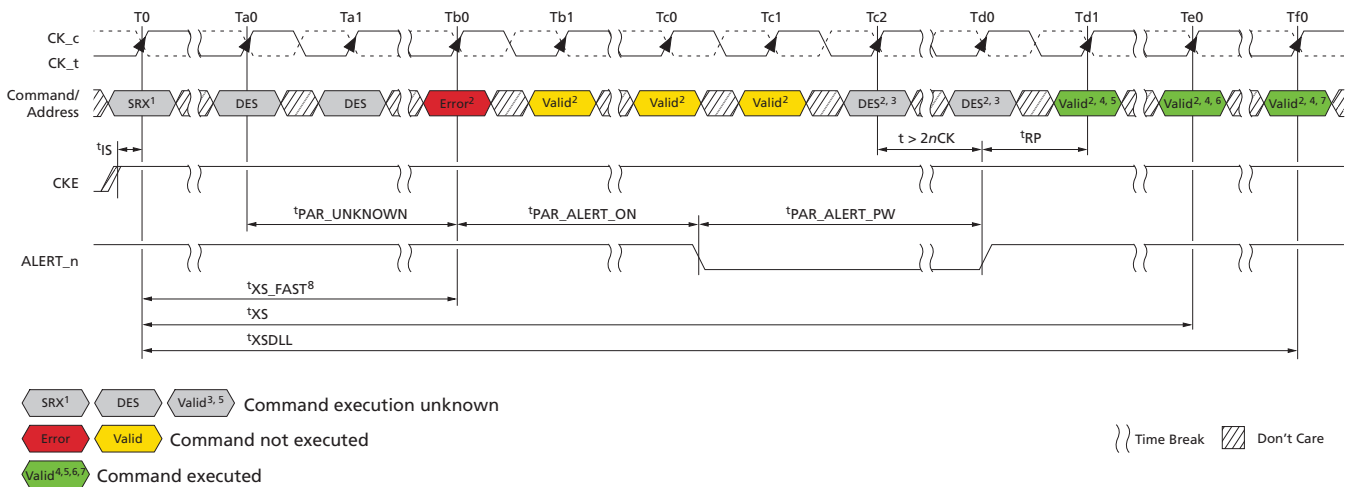 T0 Ta0 Ta1 Tb0 Tb1 Tc0 Tc1 Tc2 Td0 Td1 Te0 Tf0
CK_c
CK_t
Command/
Address
SRX¹ DES DES Error² Valid² Valid² Valid² DES²,³ DES²,³ Valid²,⁴,⁵ Valid²,⁴,⁶ Valid²,⁴,⁷
tIS t > 2nCK tRP
CKE
tPAR_UNKNOWN tPAR_ALERT_ON tPAR_ALERT_PW
ALERT_n
tXS_FAST⁸
tXS
tXSDLL
SRX¹ DES Valid³,⁵ Command execution unknown
Error Valid Command not executed
Time Break Don't Care
Valid⁴,⁵,⁶,⁷ Command executed